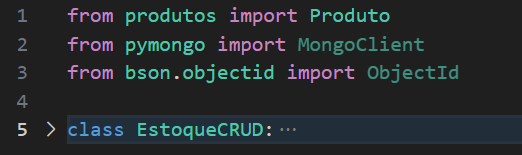 1 from produtos import Produto
2 from pymongo import MongoClient
3 from bson.objectid import ObjectId
4
5 > class EstoqueCRUD:···